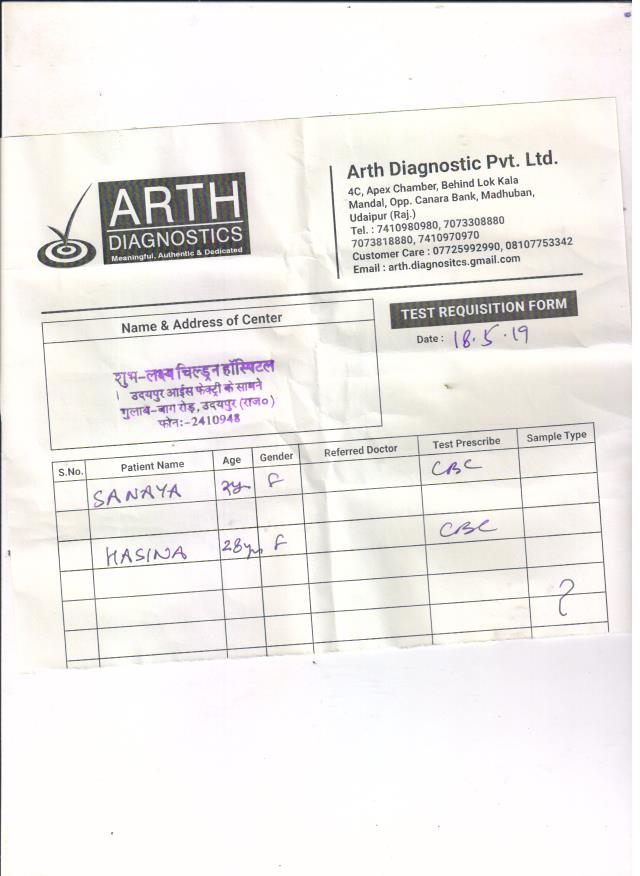 ARTH
DIAGNOSTICS
Meaningful, Authentic & Dedicated
Arth Diagnostic Pvt. Ltd.
4C, Apex Chamber, Behind Lok Kala
Mandal, Opp. Canara Bank, Madhuban,
Udaipur (Raj.)
Tel. : 7410980980, 7073308880
7073818880, 7410970970
Customer Care : 07725992990, 08107753342
Email : arth.diagnositcs.gmail.com
Name & Address of Center
TEST REQUISITION FORM
Date : 18.5.19
शुभ-लक्ष्य चिल्ड्रन हॉस्पिटल
उदयपुर आईस फेक्ट्री के सामने
गुलाब-बाग रोड़, उदयपुर (राज०)
फोन:-2410948
S.No. Patient Name Age Gender Referred Doctor Test Prescribe Sample Type
SANAYA 2y F CBC
HASINA 28y F CBC